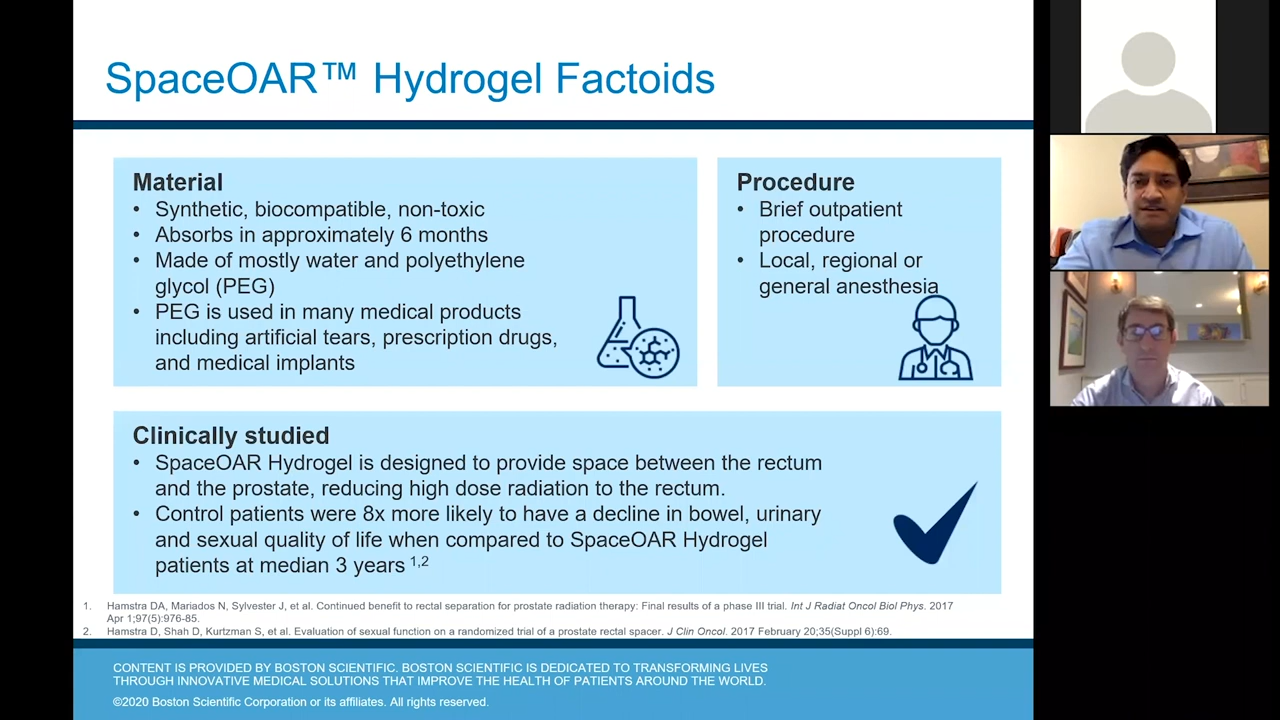 SpaceOAR™ Hydrogel Factoids
Material
• Synthetic, biocompatible, non-toxic
• Absorbs in approximately 6 months
• Made of mostly water and polyethylene
glycol (PEG)
• PEG is used in many medical products
including artificial tears, prescription drugs,
and medical implants
Procedure
• Brief outpatient
procedure
• Local, regional or
general anesthesia
Clinically studied
• SpaceOAR Hydrogel is designed to provide space between the rectum
and the prostate, reducing high dose radiation to the rectum.
• Control patients were 8x more likely to have a decline in bowel, urinary
and sexual quality of life when compared to SpaceOAR Hydrogel
patients at median 3 years 1,2
1. Hamstra DA, Mariados N, Sylvester J, et al. Continued benefit to rectal separation for prostate radiation therapy: Final results of a phase III trial. Int J Radiat Oncol Biol Phys. 2017
Apr 1;97(5):976-85.
2. Hamstra D, Shah D, Kurtzman S, et al. Evaluation of sexual function on a randomized trial of a prostate rectal spacer. J Clin Oncol. 2017 February 20;35(Suppl 6):69.
CONTENT IS PROVIDED BY BOSTON SCIENTIFIC. BOSTON SCIENTIFIC IS DEDICATED TO TRANSFORMING LIVES
THROUGH INNOVATIVE MEDICAL SOLUTIONS THAT IMPROVE THE HEALTH OF PATIENTS AROUND THE WORLD.
©2020 Boston Scientific Corporation or its affiliates. All rights reserved.